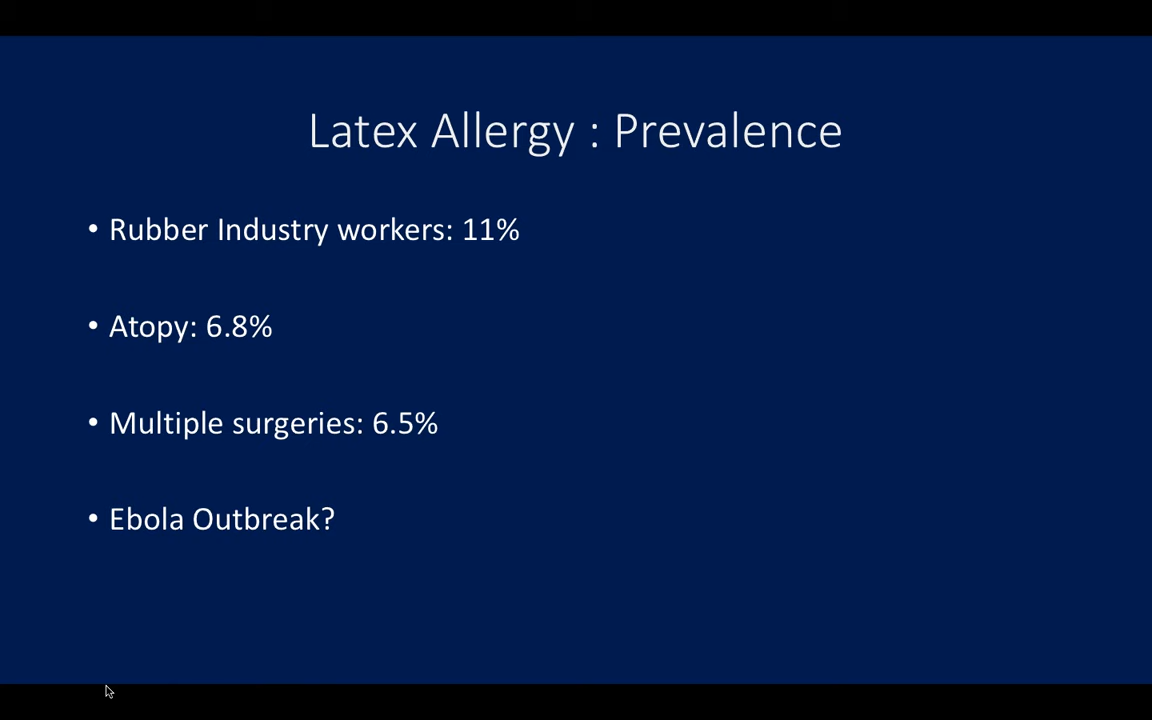 Latex Allergy : Prevalence
• Rubber Industry workers: 11%
• Atopy: 6.8%
• Multiple surgeries: 6.5%
• Ebola Outbreak?